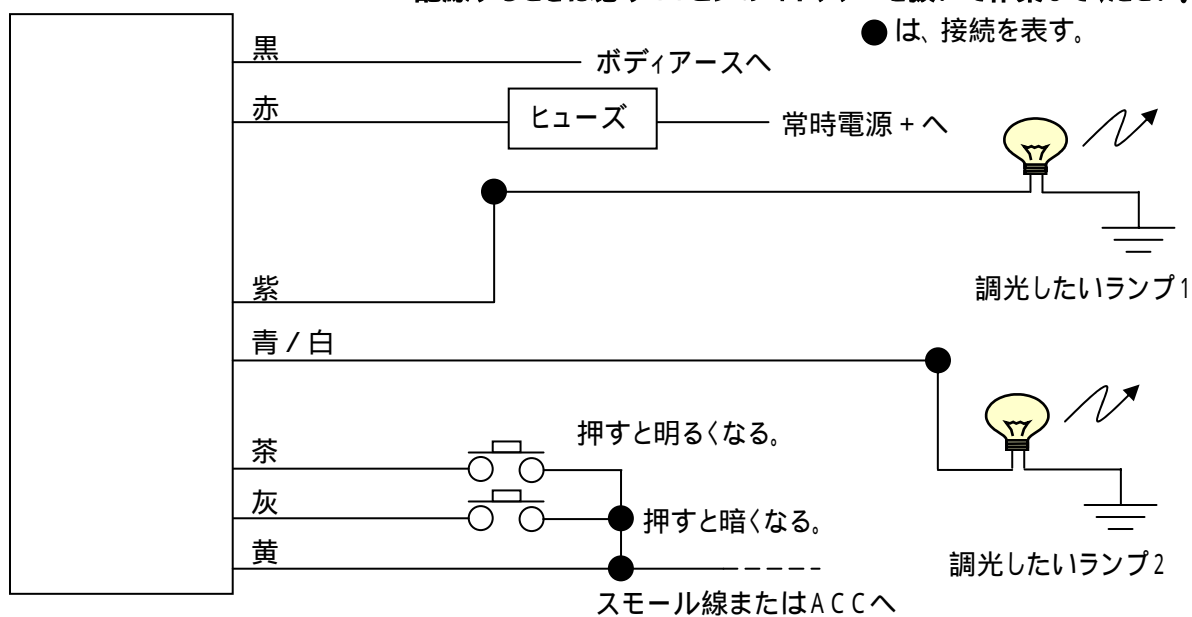 ●は、接続を表す。
黒
ボディアースへ
赤
ヒューズ
常時電源+へ
紫
調光したいランプ1
青/白
茶
押すと明るくなる。
灰
押すと暗くなる。
黄
調光したいランプ2
スモール線またはACCへ